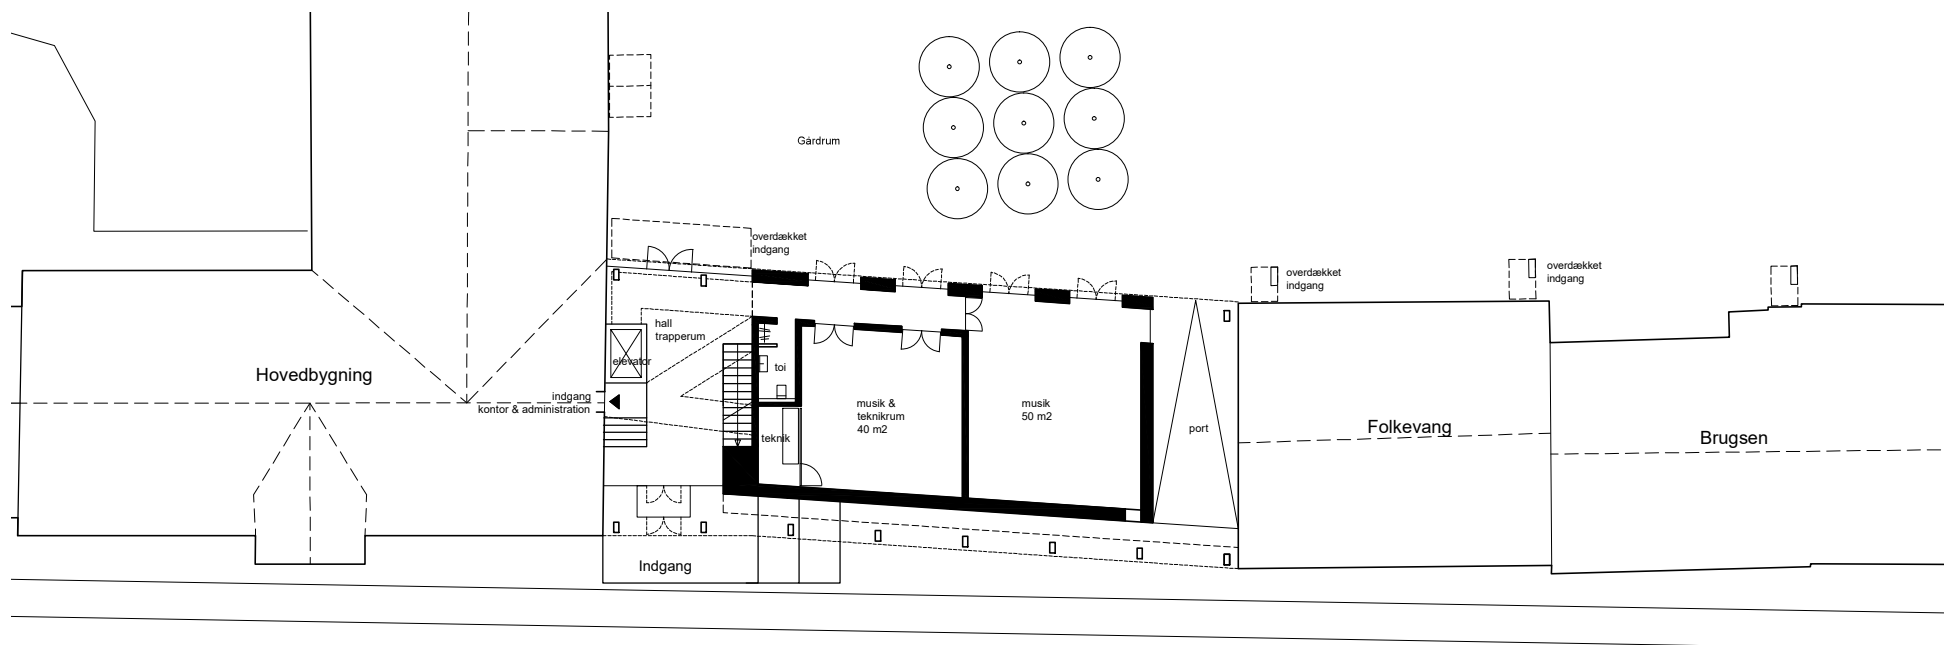 Gårdrum
overdækket
indgang
overdækket
indgang
overdækket
indgang
hall
trapperum
elevator
Hovedbygning
indgang
kontor & administration
toi
teknik
musik &
teknikrum
40 m2
musik
50 m2
port
Folkevang
Brugsen
Indgang